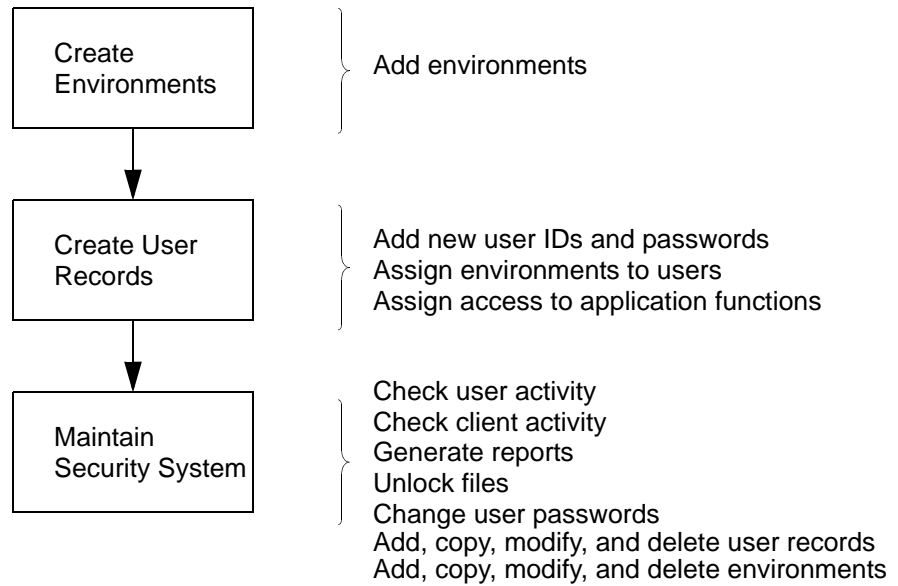 Create
Environments
Add environments
Create User
Records
Add new user IDs and passwords
Assign environments to users
Assign access to application functions
Maintain
Security System
Check user activity
Check client activity
Generate reports
Unlock files
Change user passwords
Add, copy, modify, and delete user records
Add, copy, modify, and delete environments